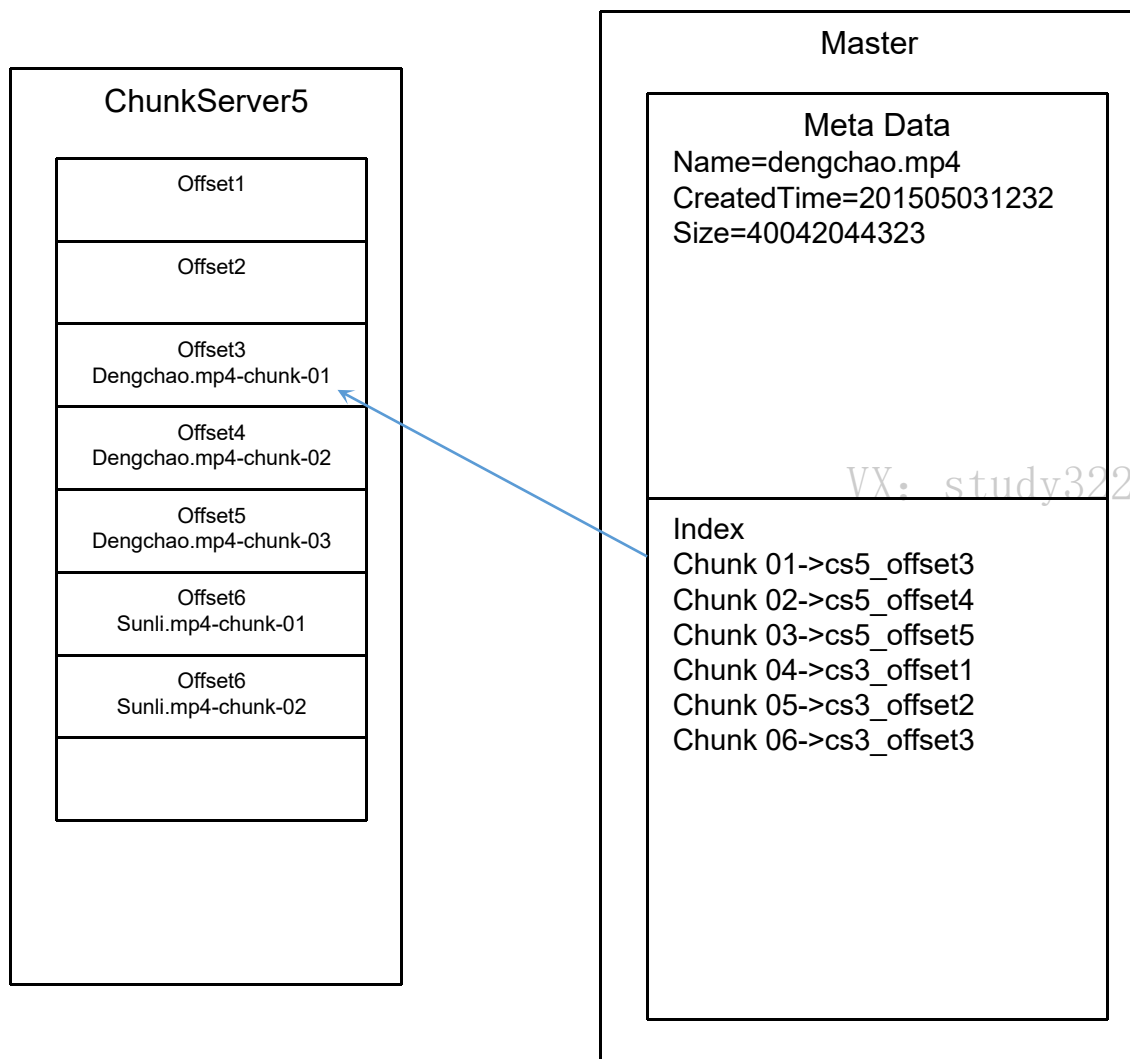 ChunkServer5
Offset1
Offset2
Offset3
Dengchao.mp4-chunk-01
Offset4
Dengchao.mp4-chunk-02
Offset5
Dengchao.mp4-chunk-03
Offset6
Sunli.mp4-chunk-01
Offset6
Sunli.mp4-chunk-02
Master
Meta Data
Name=dengchao.mp4
CreatedTime=201505031232
Size=40042044323
VX: study322
Index
Chunk 01->cs5_offset3
Chunk 02->cs5_offset4
Chunk 03->cs5_offset5
Chunk 04->cs3_offset1
Chunk 05->cs3_offset2
Chunk 06->cs3_offset3